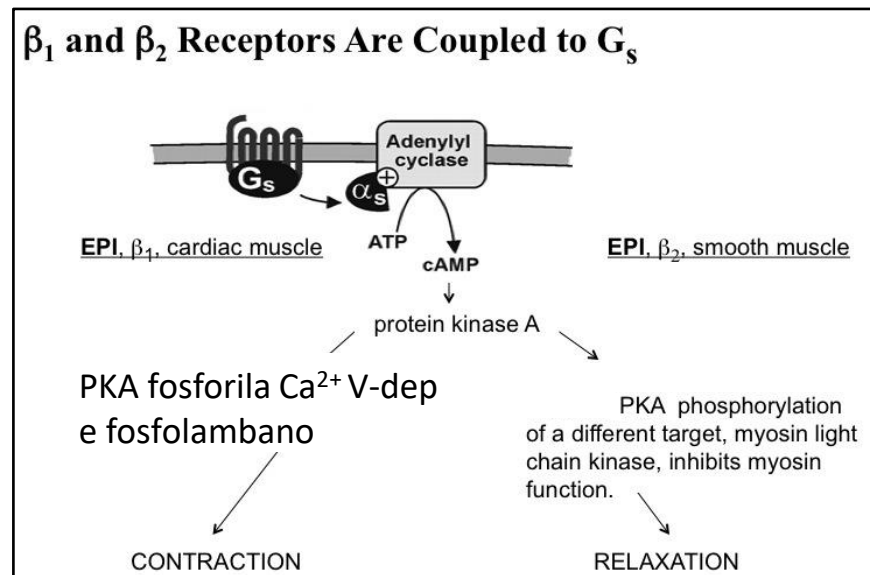 β₁ and β₂ Receptors Are Coupled to Gₛ
Adenylyl
cyclase
Gₛ
+
αₛ
ATP
cAMP
EPI, β₁, cardiac muscle
EPI, β₂, smooth muscle
protein kinase A
PKA fosforila Ca²⁺ V-dep
e fosfolambano
PKA phosphorylation
of a different target, myosin light
chain kinase, inhibits myosin
function.
CONTRACTION
RELAXATION